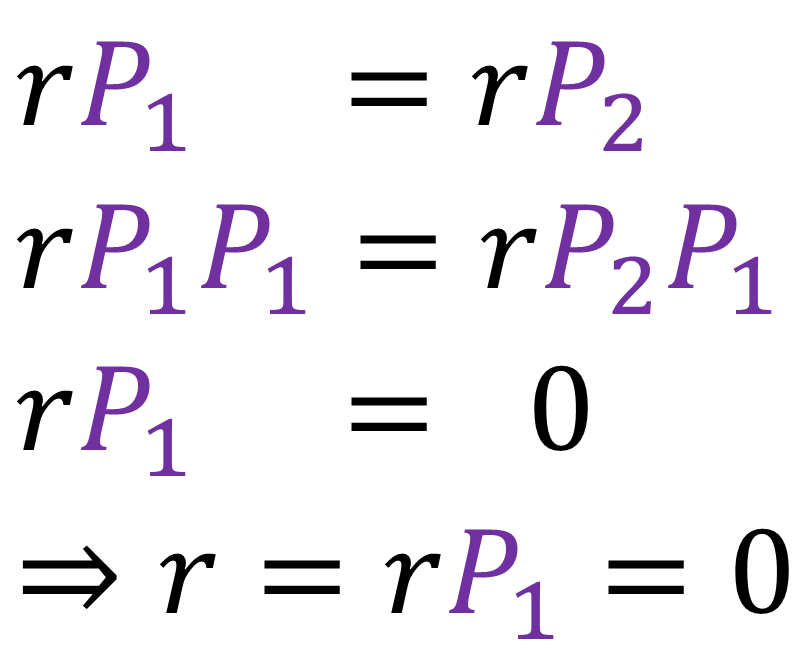 rP₁ = rP₂
rP₁P₁ = rP₂P₁
rP₁ = 0
⇒ r = rP₁ = 0